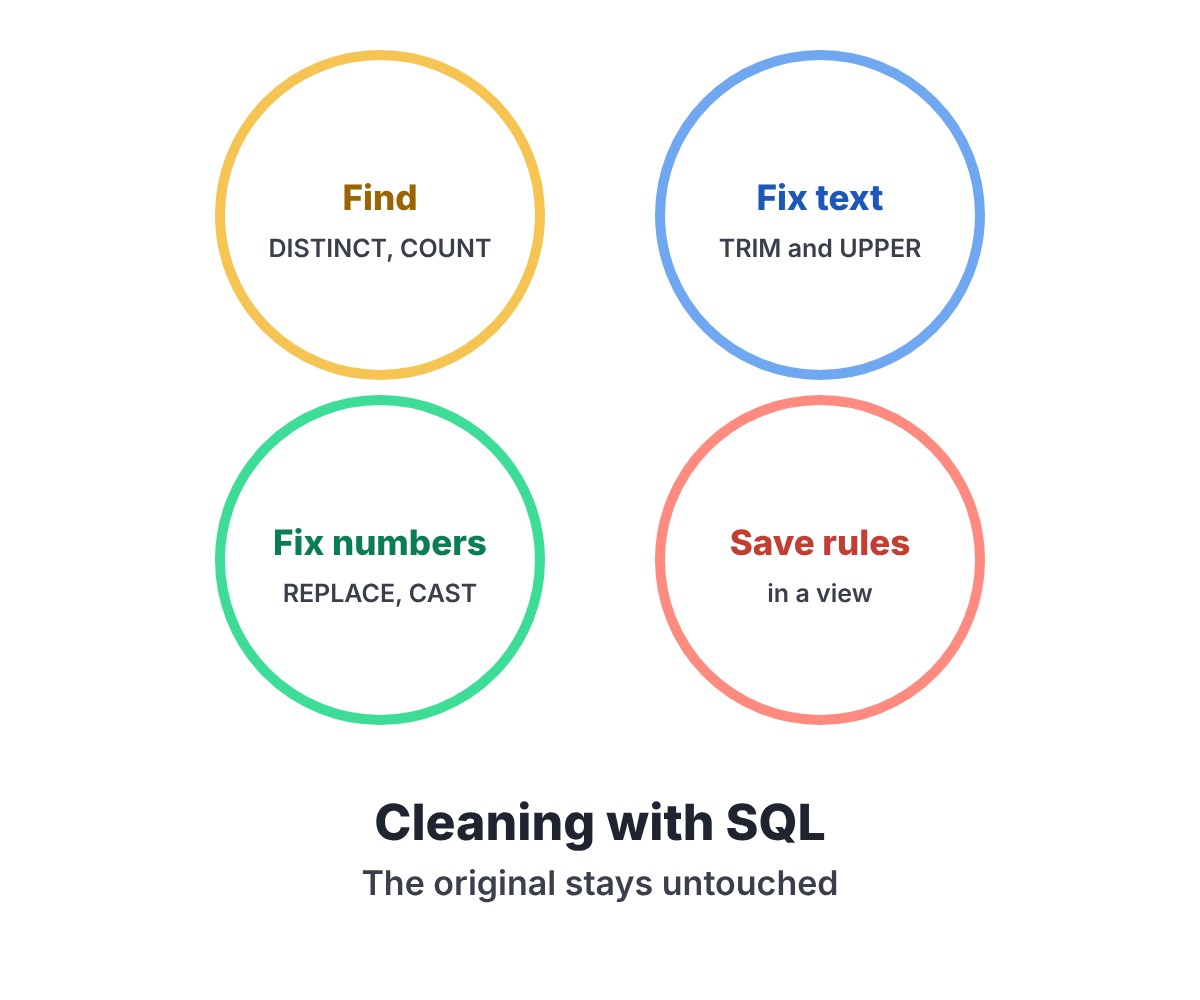 Find
DISTINCT, COUNT
Fix text
TRIM and UPPER
Fix numbers
REPLACE, CAST
Save rules
in a view
Cleaning with SQL
The original stays untouched